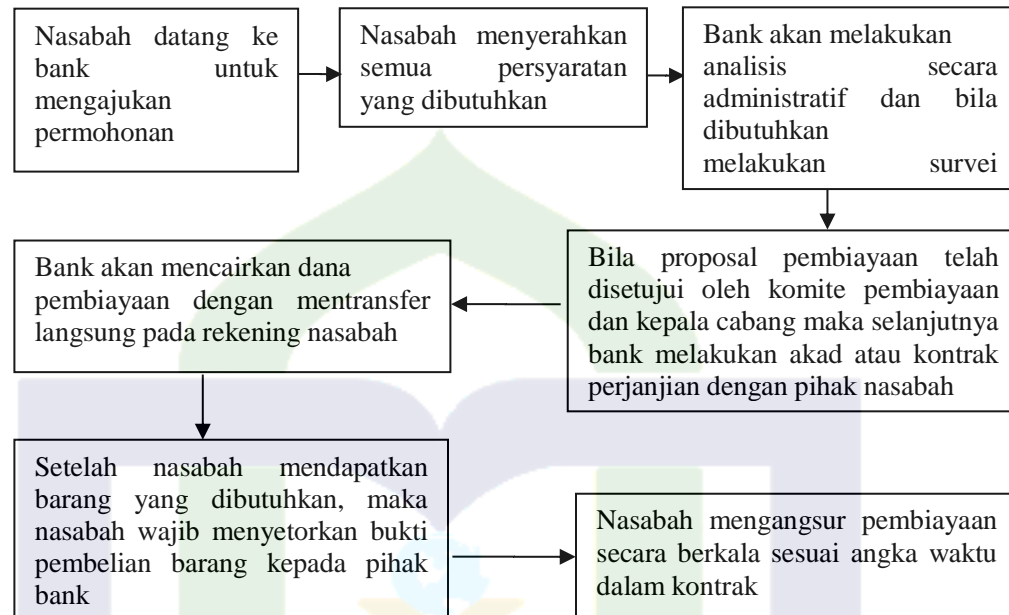 Nasabah datang ke
bank untuk
mengajukan
permohonan
Nasabah menyerahkan
semua persyaratan
yang dibutuhkan
Bank akan melakukan
analisis secara
administratif dan bila
dibutuhkan
melakukan survei
Bila proposal pembiayaan telah
disetujui oleh komite pembiayaan
dan kepala cabang maka selanjutnya
bank melakukan akad atau kontrak
perjanjian dengan pihak nasabah
Bank akan mencairkan dana
pembiayaan dengan mentransfer
langsung pada rekening nasabah
Setelah nasabah mendapatkan
barang yang dibutuhkan, maka
nasabah wajib menyetorkan bukti
pembelian barang kepada pihak
bank
Nasabah mengangsur pembiayaan
secara berkala sesuai angka waktu
dalam kontrak